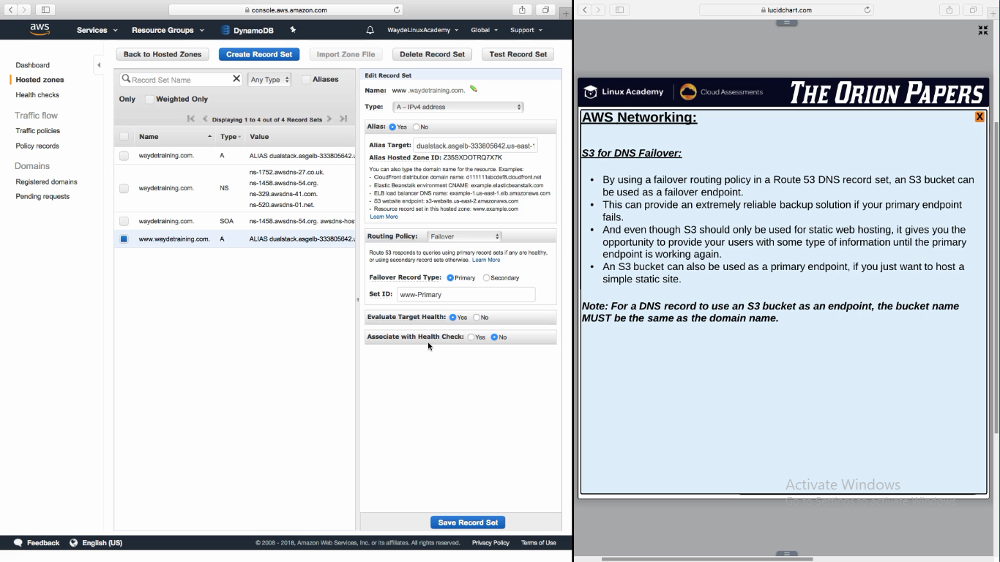 console.aws.amazon.com
lucidchart.com
aws
Services
Resource Groups
DynamoDB
WaydeLinuxAcademy
Global
Support
Dashboard
Hosted zones
Health checks
Traffic flow
Traffic policies
Policy records
Domains
Registered domains
Pending requests
Back to Hosted Zones
Create Record Set
Import Zone File
Delete Record Set
Test Record Set
Record Set Name
X
Any Type
Aliases
Only
Weighted Only
Displaying 1 to 4 out of 4 Record Sets
Name Type Value
waydetraining.com. A ALIAS dualstack.asgelb-333805642.u
ns-1752.awsdns-27.co.uk.
ns-1458.awsdns-54.org.
waydetraining.com. NS
ns-329.awsdns-41.com.
ns-520.awsdns-01.net.
waydetraining.com. SOA ns-1458.awsdns-54.org. awsdns-hos
www.waydetraining.com. A ALIAS dualstack.asgelb-333805642.u
Edit Record Set
Name: www .waydetraining.com.
Type: A – IPv4 address
Alias: Yes No
Alias Target: dualstack.asgelb-333805642.us-east-1
Alias Hosted Zone ID: Z35SXDOTRQ7X7K
You can also type the domain name for the resource. Examples:
- CloudFront distribution domain name: d111111abcdef8.cloudfront.net
- Elastic Beanstalk environment CNAME: example.elasticbeanstalk.com
- ELB load balancer DNS name: example-1.us-east-1.elb.amazonaws.com
- S3 website endpoint: s3-website.us-east-2.amazonaws.com
- Resource record set in this hosted zone: www.example.com
Learn More
Routing Policy: Failover
Route 53 responds to queries using primary record sets if any are healthy,
or using secondary record sets otherwise. Learn More
Failover Record Type: Primary Secondary
Set ID: www-Primary
Evaluate Target Health: Yes No
Associate with Health Check: Yes No
Save Record Set
Feedback
English (US)
© 2008 - 2018, Amazon Web Services, Inc. or its affiliates. All rights reserved. Privacy Policy Terms of Use
Linux Academy
Cloud Assessments
THE ORION PAPERS
AWS Networking:
X
S3 for DNS Failover:
• By using a failover routing policy in a Route 53 DNS record set, an S3 bucket can
be used as a failover endpoint.
• This can provide an extremely reliable backup solution if your primary endpoint
fails.
• And even though S3 should only be used for static web hosting, it gives you the
opportunity to provide your users with some type of information until the primary
endpoint is working again.
• An S3 bucket can also be used as a primary endpoint, if you just want to host a
simple static site.
Note: For a DNS record to use an S3 bucket as an endpoint, the bucket name
MUST be the same as the domain name.
Activate Windows
Go to Settings to activate Windows.